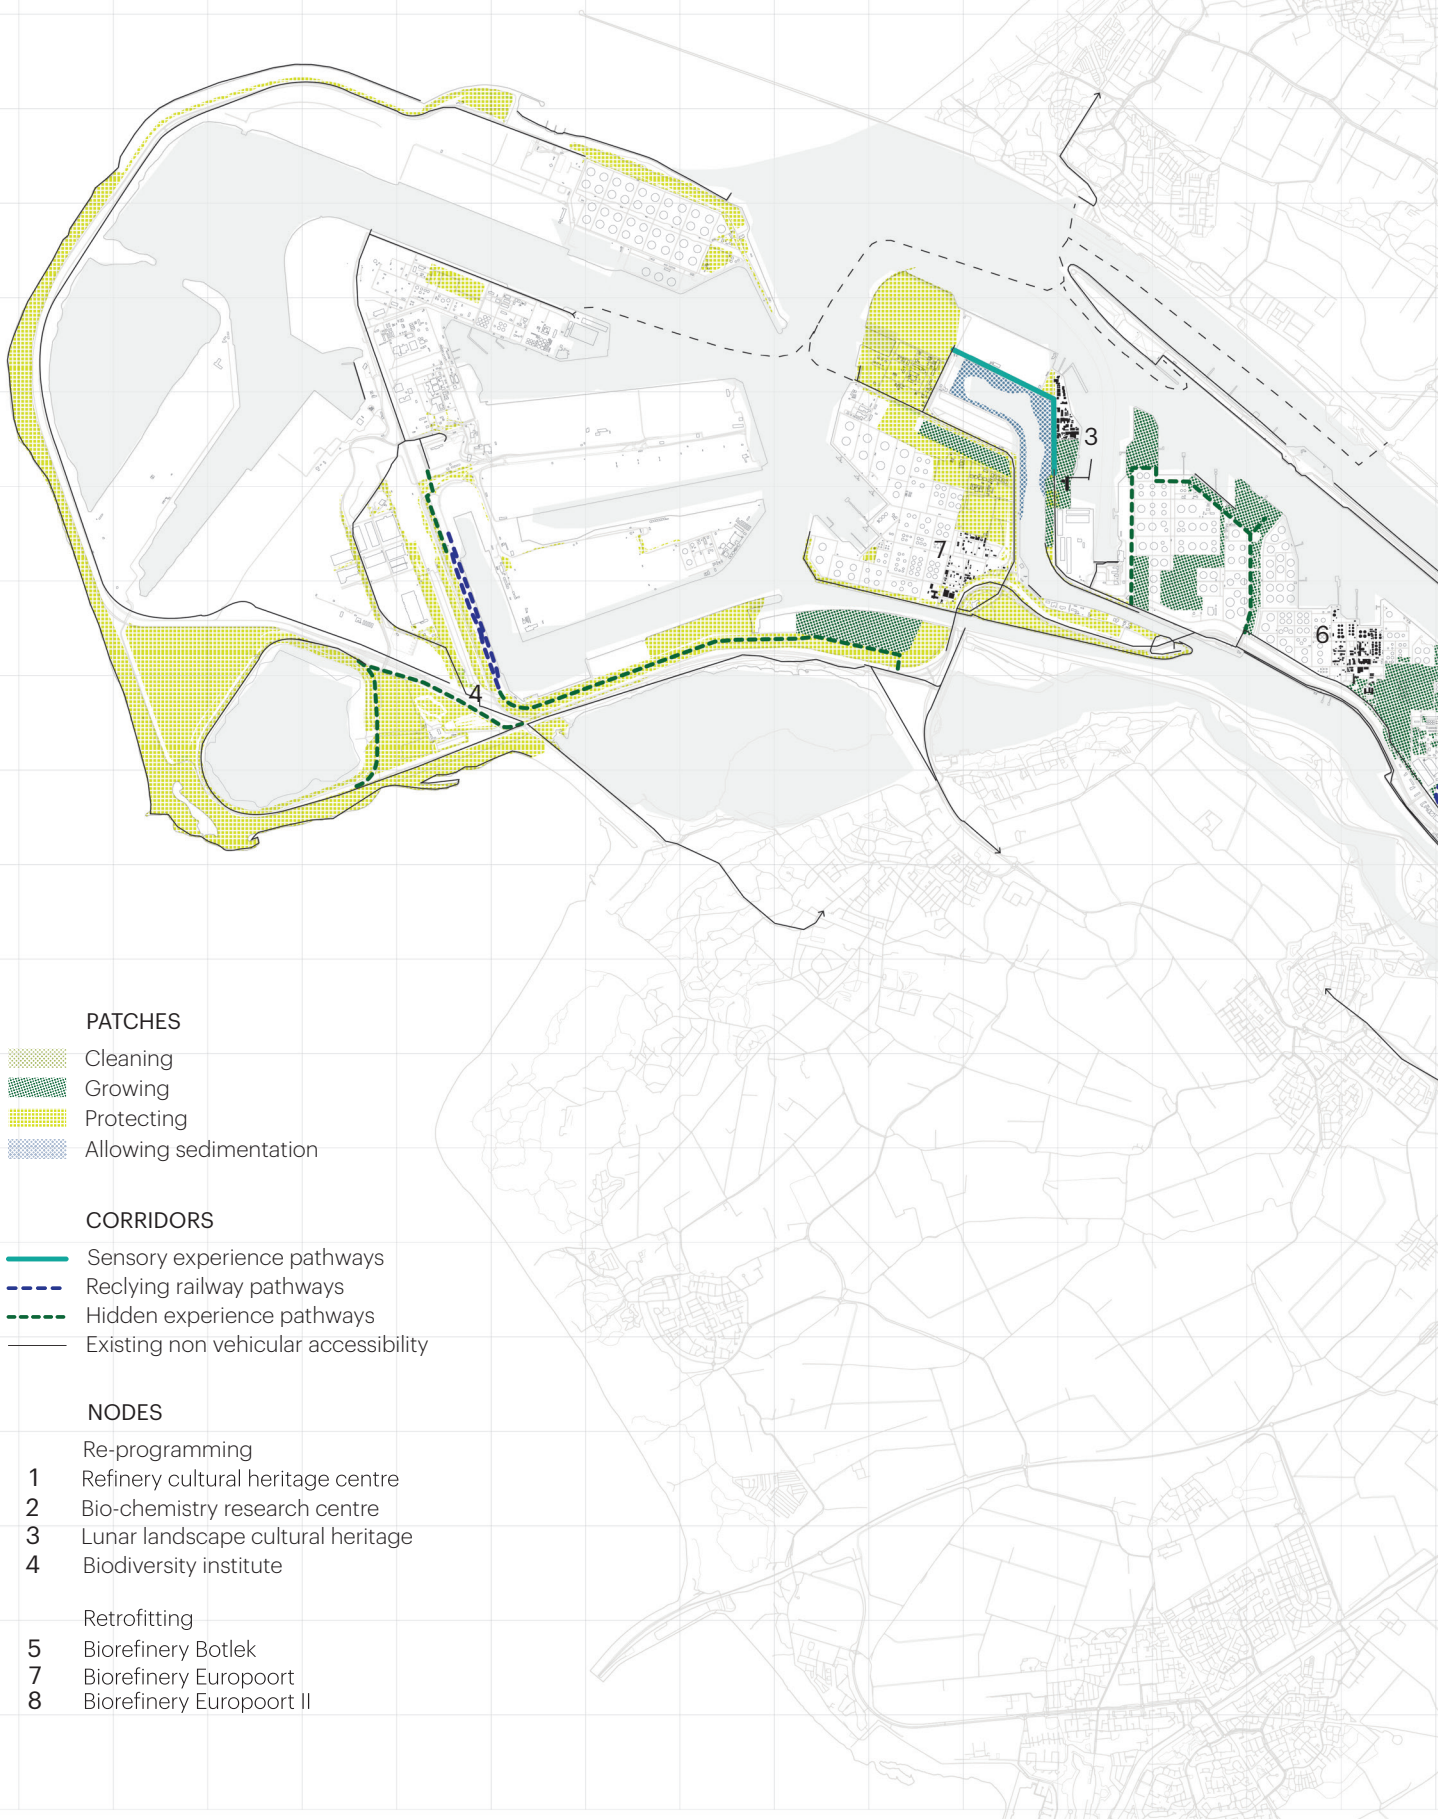 3
7
6
4
PATCHES
Cleaning
Growing
Protecting
Allowing sedimentation
CORRIDORS
Sensory experience pathways
Reclying railway pathways
Hidden experience pathways
Existing non vehicular accessibility
NODES
Re-programming
1 Refinery cultural heritage centre
2 Bio-chemistry research centre
3 Lunar landscape cultural heritage
4 Biodiversity institute
Retrofitting
5 Biorefinery Botlek
7 Biorefinery Europoort
8 Biorefinery Europoort II